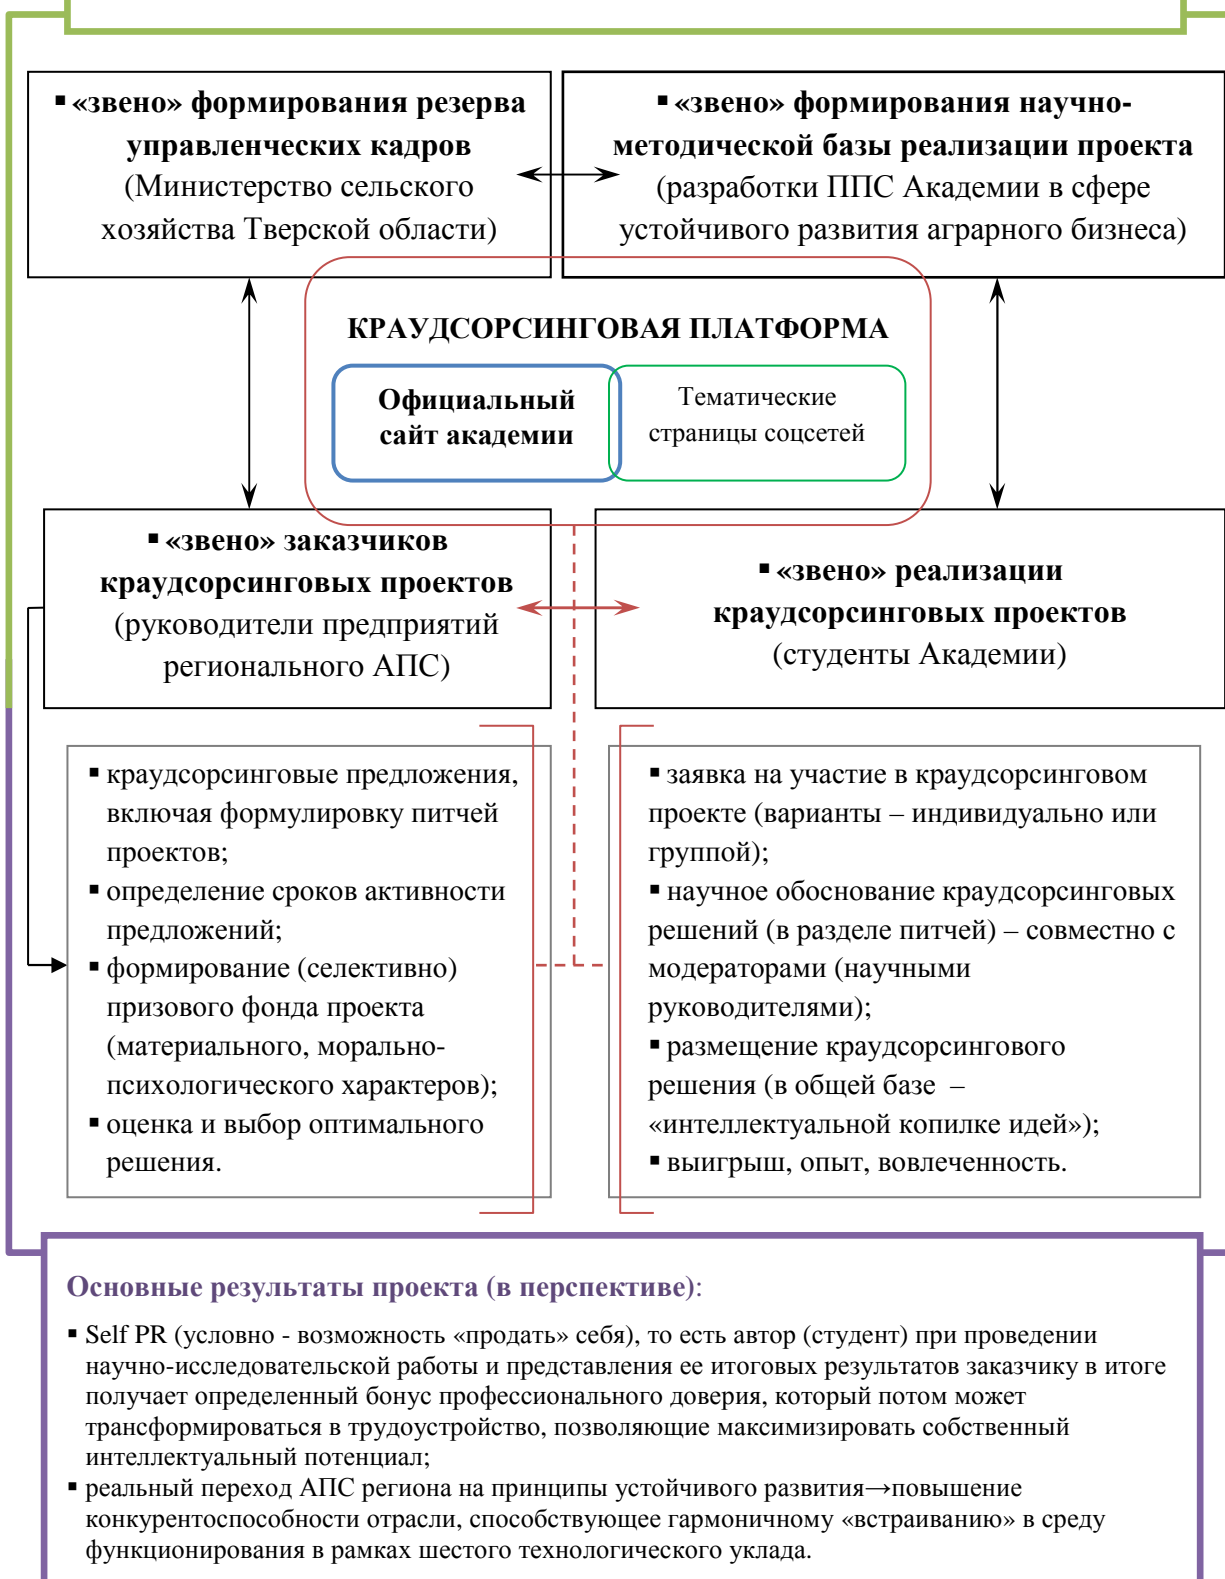 ▪ «звено» формирования резерва
управленческих кадров
(Министерство сельского
хозяйства Тверской области)
▪ «звено» формирования научно-
методической базы реализации проекта
(разработки ППС Академии в сфере
устойчивого развития аграрного бизнеса)
КРАУДСОРСИНГОВАЯ ПЛАТФОРМА
Официальный
сайт академии
Тематические
страницы соцсетей
▪ «звено» заказчиков
краудсорсинговых проектов
(руководители предприятий
регионального АПС)
▪ «звено» реализации
краудсорсинговых проектов
(студенты Академии)
▪ краудсорсинговые предложения,
включая формулировку питчей
проектов;
▪ определение сроков активности
предложений;
▪ формирование (селективно)
призового фонда проекта
(материального, морально-
психологического характеров);
▪ оценка и выбор оптимального
решения.
▪ заявка на участие в краудсорсинговом
проекте (варианты – индивидуально или
группой);
▪ научное обоснование краудсорсинговых
решений (в разделе питчей) – совместно с
модераторами (научными
руководителями);
▪ размещение краудсорсингового
решения (в общей базе –
«интеллектуальной копилке идей»);
▪ выигрыш, опыт, вовлеченность.
Основные результаты проекта (в перспективе):
▪ Self PR (условно - возможность «продать» себя), то есть автор (студент) при проведении
научно-исследовательской работы и представления ее итоговых результатов заказчику в итоге
получает определенный бонус профессионального доверия, который потом может
трансформироваться в трудоустройство, позволяющие максимизировать собственный
интеллектуальный потенциал;
▪ реальный переход АПС региона на принципы устойчивого развития→повышение
конкурентоспособности отрасли, способствующее гармоничному «встраиванию» в среду
функционирования в рамках шестого технологического уклада.